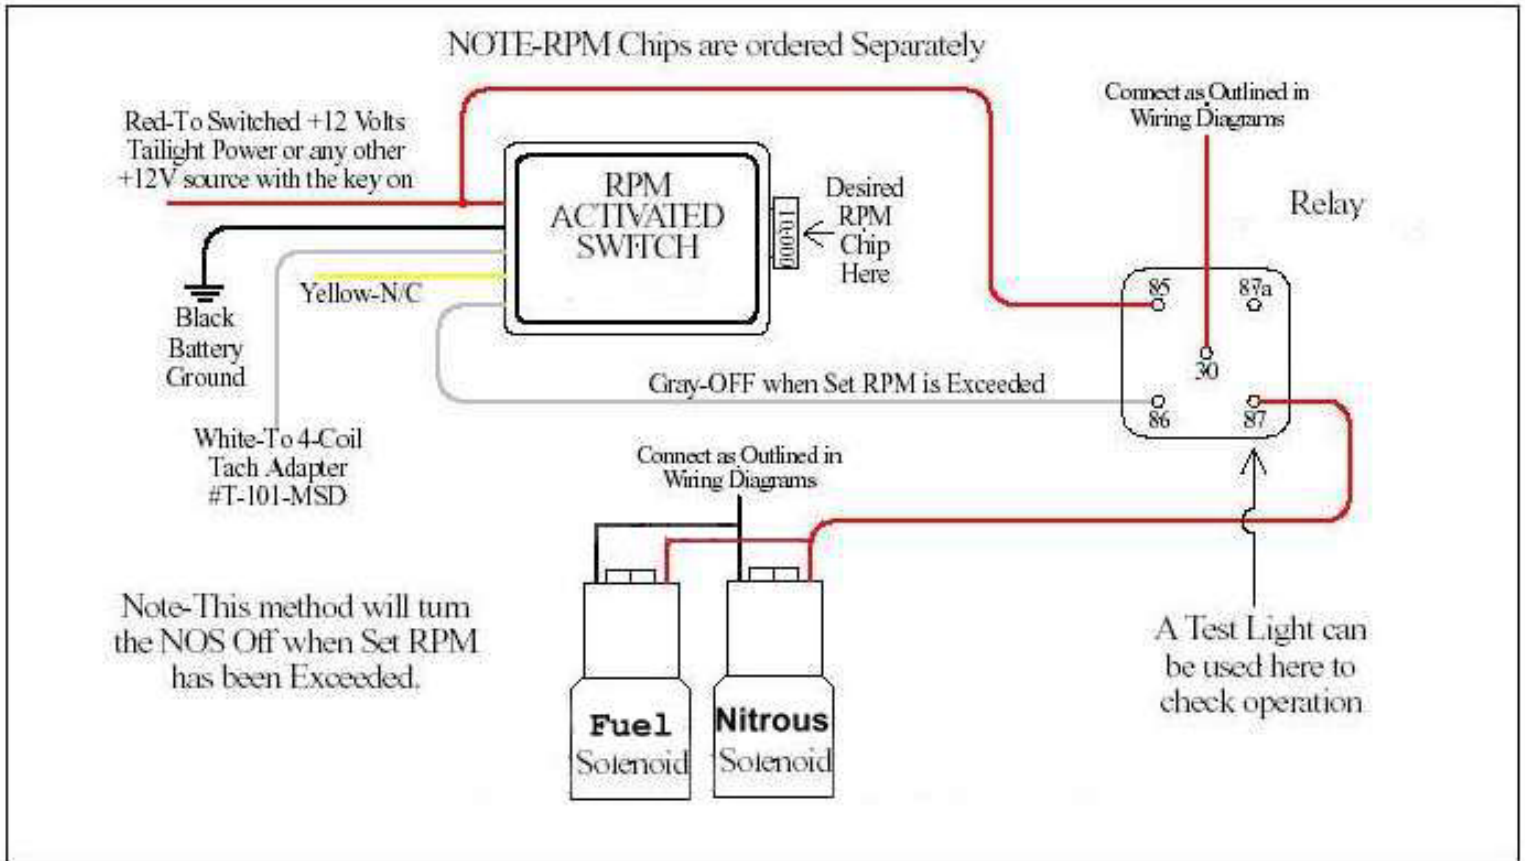 NOTE-RPM Chips are ordered Separately
Red-To Switched +12 Volts
Tailight Power or any other
+12V source with the key on
RPM
ACTIVATED
SWITCH
10,000
Desired
RPM
Chip
Here
Connect as Outlined in
Wiring Diagrams
Relay
Yellow-N/C
Black
Battery
Ground
85
87a
30
86
87
Gray-OFF when Set RPM is Exceeded
White-To 4-Coil
Tach Adapter
#T-101-MSD
Connect as Outlined in
Wiring Diagrams
Note-This method will turn
the NOS Off when Set RPM
has been Exceeded.
Fuel
Solenoid
Nitrous
Solenoid
A Test Light can
be used here to
check operation